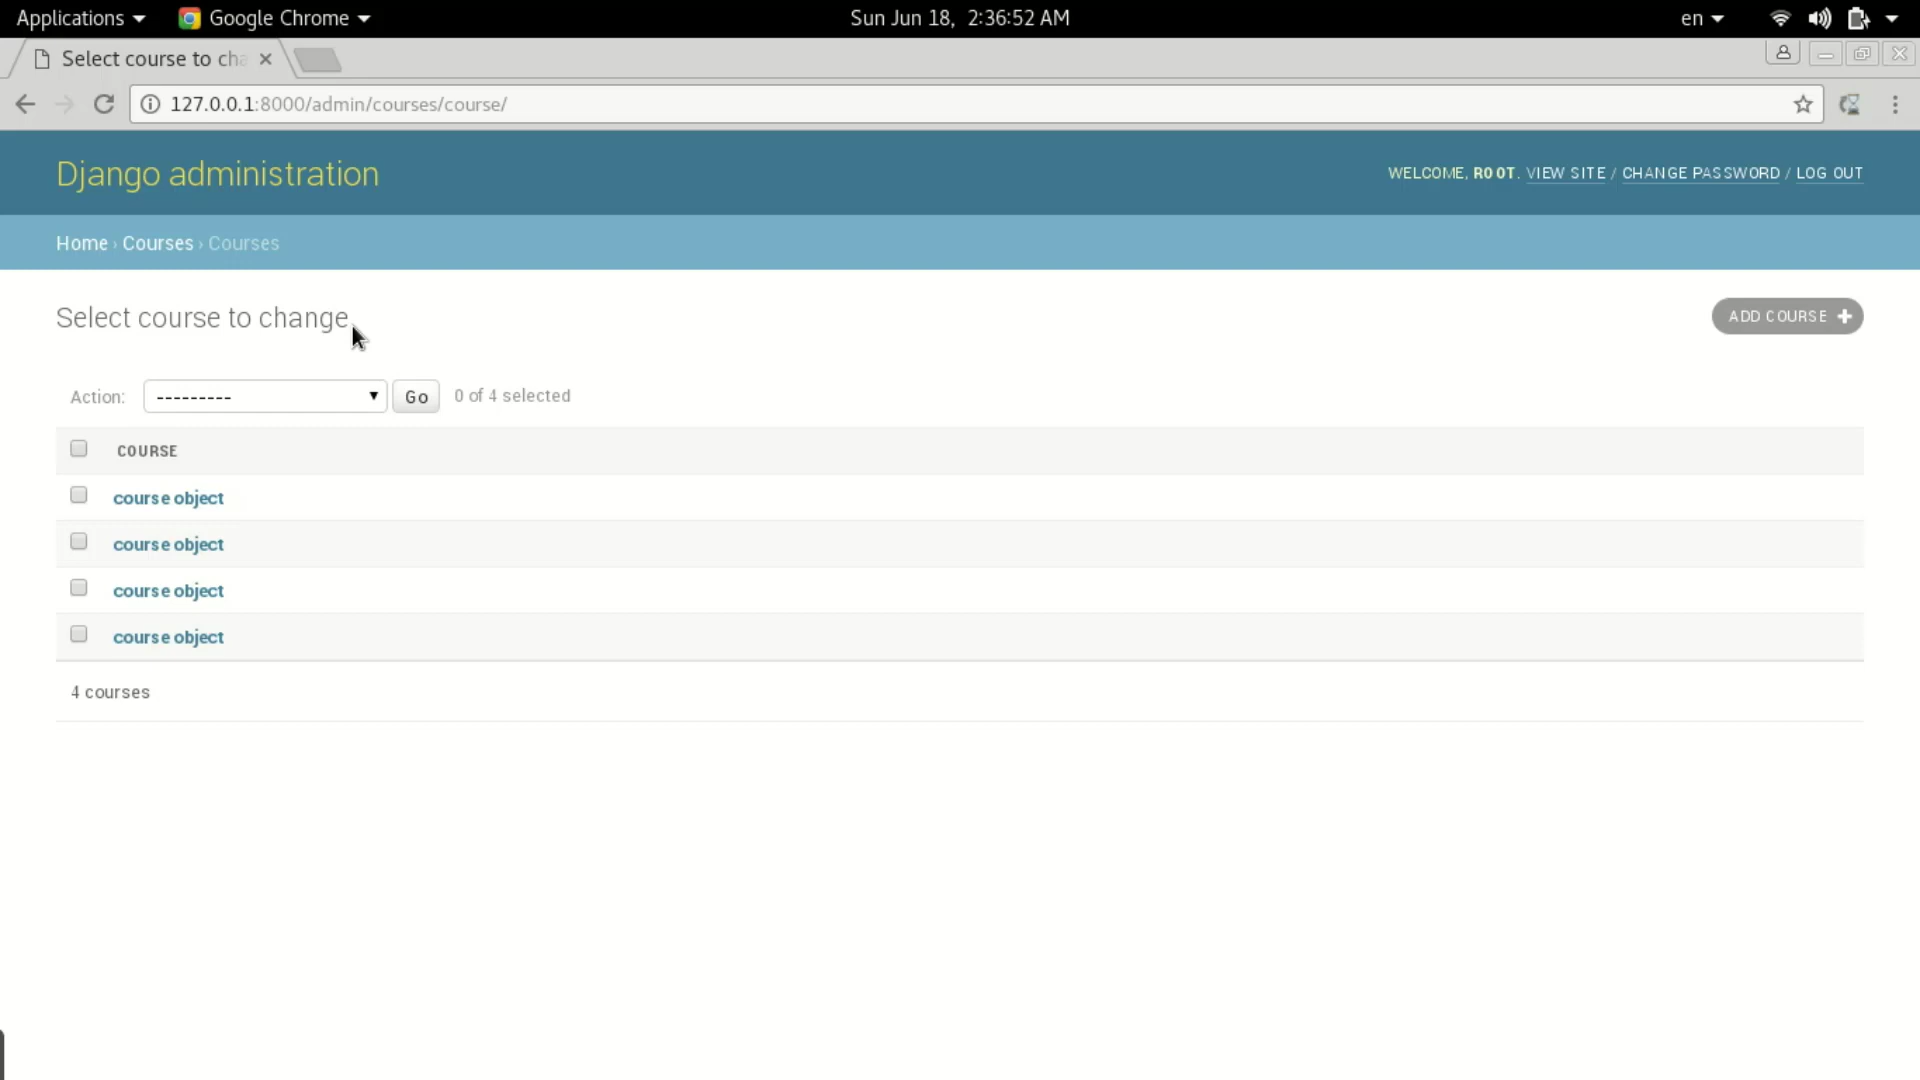 Applications Google Chrome Sun Jun 18, 2:36:52 AM en
Select course to cha
127.0.0.1:8000/admin/courses/course/
Django administration WELCOME, ROOT. VIEW SITE / CHANGE PASSWORD / LOG OUT
Home › Courses › Courses
Select course to change ADD COURSE +
Action: --------- Go 0 of 4 selected
COURSE
course object
course object
course object
course object
4 courses